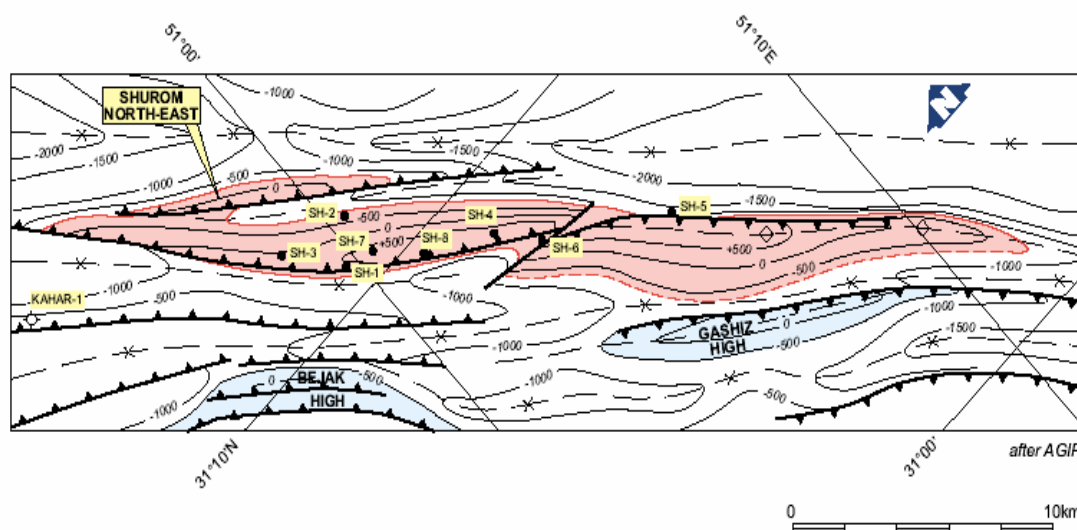 51°00'
51°10'E
N
-1000
SHUROM
NORTH-EAST
-2000
-1500
-1500
-1000
-2000
-1000
-500
0
-1500
SH-2
-500
0
SH-4
SH-5
+500
SH-3
SH-7
+500
SH-8
SH-6
SH-1
0
-500
-1000
-1000
-500
-1000
KAHAR-1
-1000
GASHIZ
HIGH
0
-500
-1500
-1000
0
BEJAK
HIGH
-500
-1000
-1000
-500
31°10'N
31°00'
after AGIP
0
10km